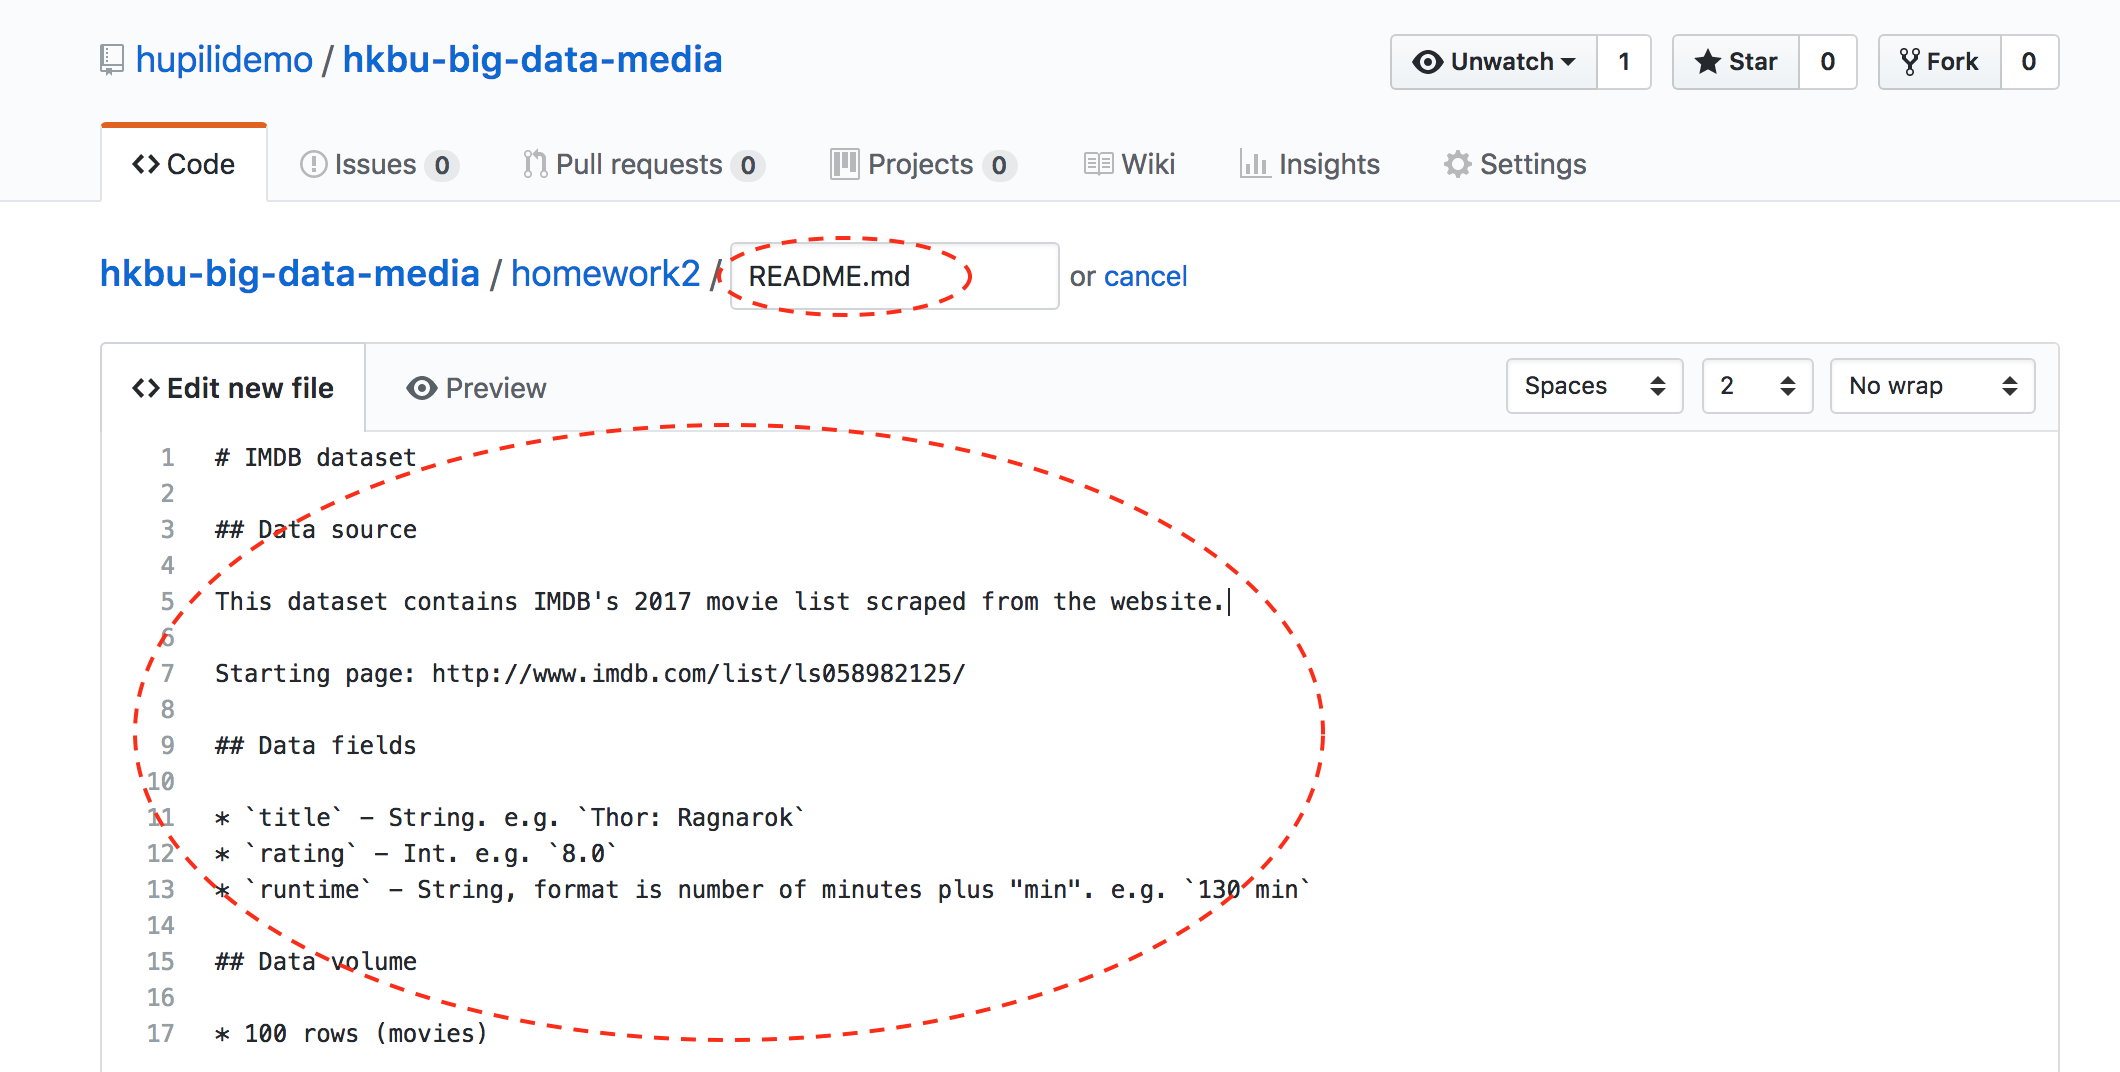 hupilidemo / hkbu-big-data-media Unwatch 1 Star 0 Fork 0
Code Issues 0 Pull requests 0 Projects 0 Wiki Insights Settings
hkbu-big-data-media / homework2 / README.md or cancel
Edit new file Preview Spaces 2 No wrap
1 # IMDB dataset
2
3 ## Data source
4
5 This dataset contains IMDB's 2017 movie list scraped from the website.
6
7 Starting page: http://www.imdb.com/list/ls058982125/
8
9 ## Data fields
10
11 * `title` - String. e.g. `Thor: Ragnarok`
12 * `rating` - Int. e.g. `8.0`
13 * `runtime` - String, format is number of minutes plus "min". e.g. `130 min`
14
15 ## Data volume
16
17 * 100 rows (movies)